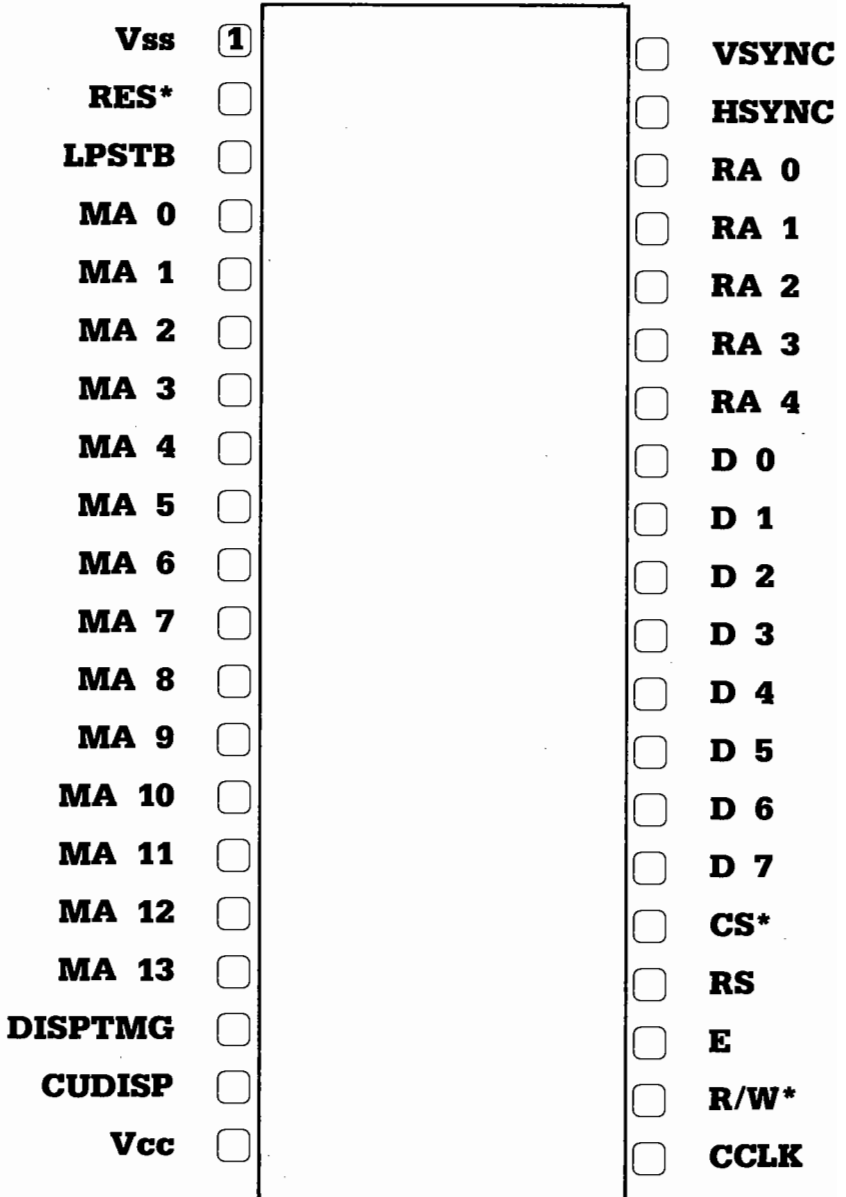 Vss 1
VSYNC
RES*
HSYNC
LPSTB
RA 0
MA 0
RA 1
MA 1
RA 2
MA 2
RA 3
MA 3
RA 4
MA 4
D 0
MA 5
D 1
MA 6
D 2
MA 7
D 3
MA 8
D 4
MA 9
D 5
MA 10
D 6
MA 11
D 7
MA 12
CS*
MA 13
RS
DISPTMG
E
CUDISP
R/W*
Vcc
CCLK